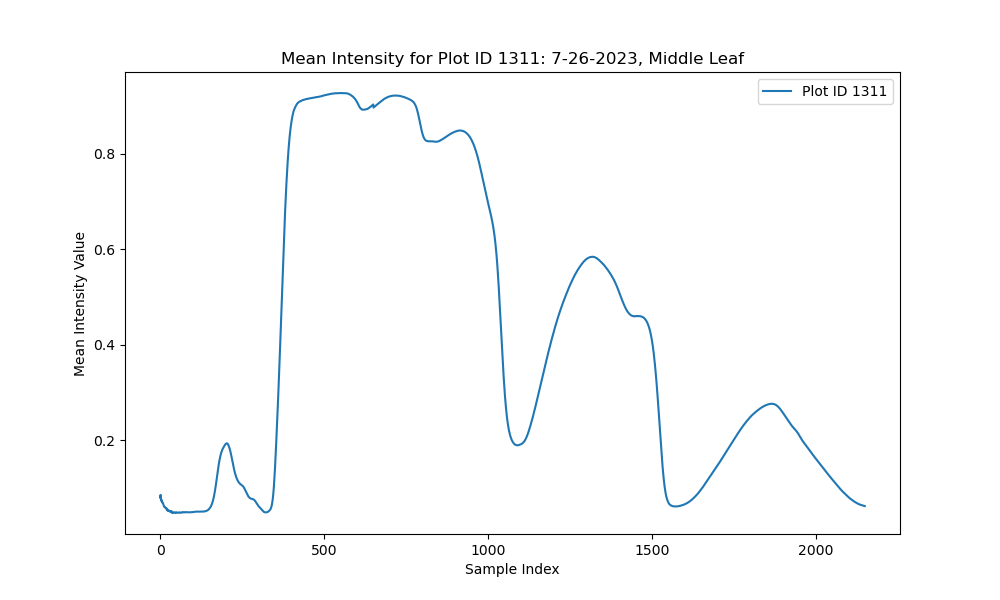 Mean Intensity for Plot ID 1311: 7-26-2023, Middle Leaf
Plot ID 1311
Mean Intensity Value
0.8
0.6
0.4
0.2
0 500 1000 1500 2000
Sample Index